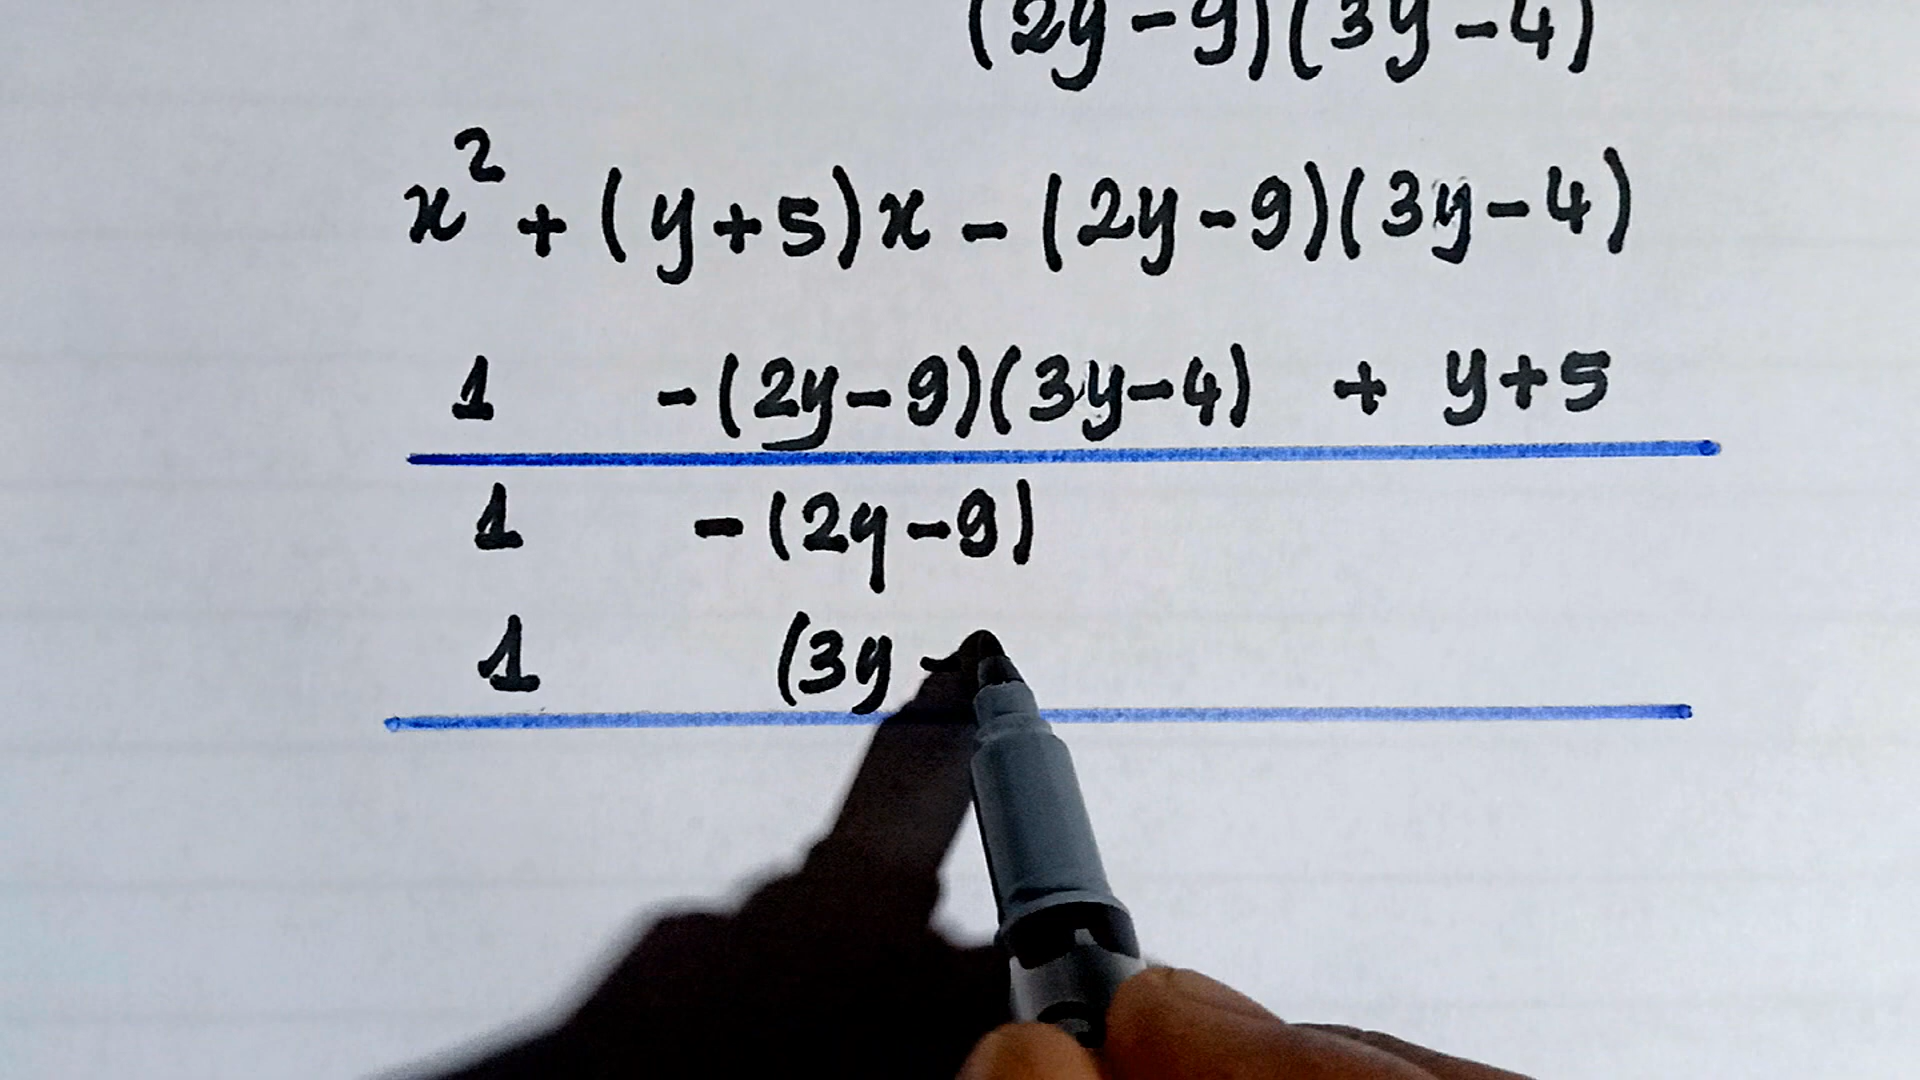 (2y-9)(3y-4)
x² + (y+5)x - (2y-9)(3y-4)
1 -(2y-9)(3y-4) + y+5
1 -(2y-9)
1 (3y -